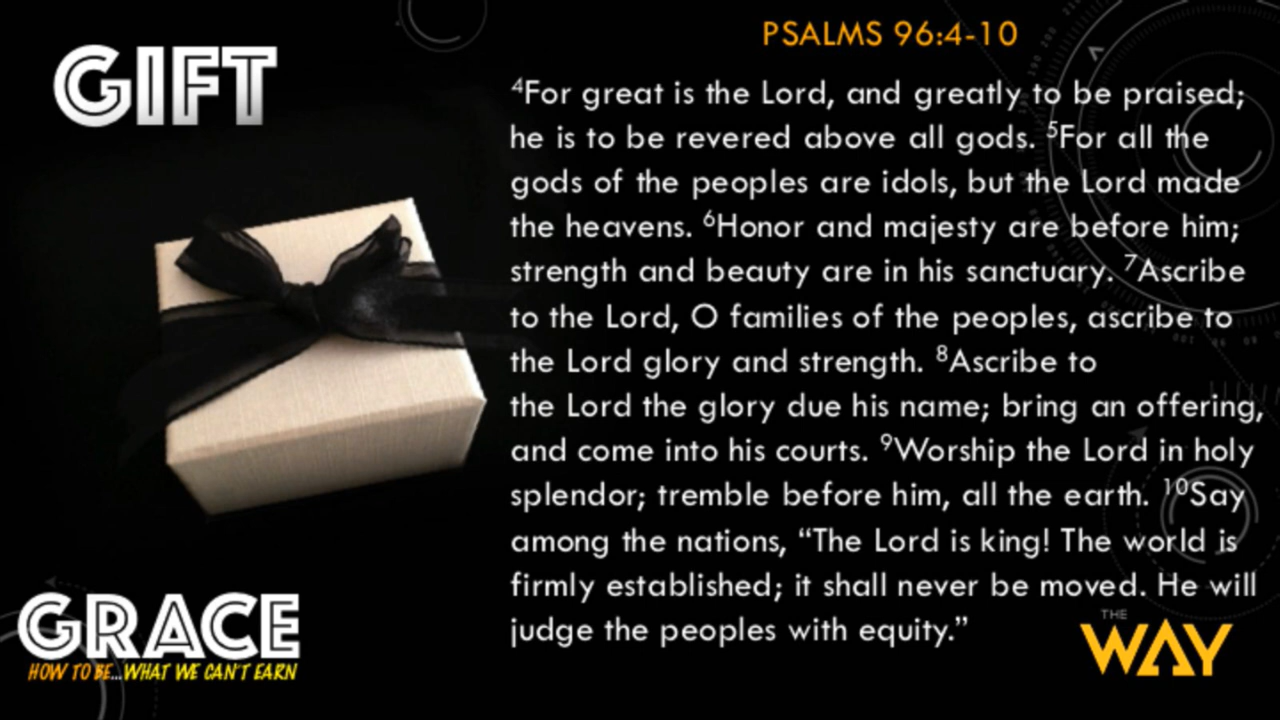 GIFT
PSALMS 96:4-10
⁴For great is the Lord, and greatly to be praised;
he is to be revered above all gods. ⁵For all the
gods of the peoples are idols, but the Lord made
the heavens. ⁶Honor and majesty are before him;
strength and beauty are in his sanctuary. ⁷Ascribe
to the Lord, O families of the peoples, ascribe to
the Lord glory and strength. ⁸Ascribe to
the Lord the glory due his name; bring an offering,
and come into his courts. ⁹Worship the Lord in holy
splendor; tremble before him, all the earth. ¹⁰Say
among the nations, “The Lord is king! The world is
firmly established; it shall never be moved. He will
judge the peoples with equity.”
GRACE
HOW TO BE...WHAT WE CAN'T EARN
THE
WAY